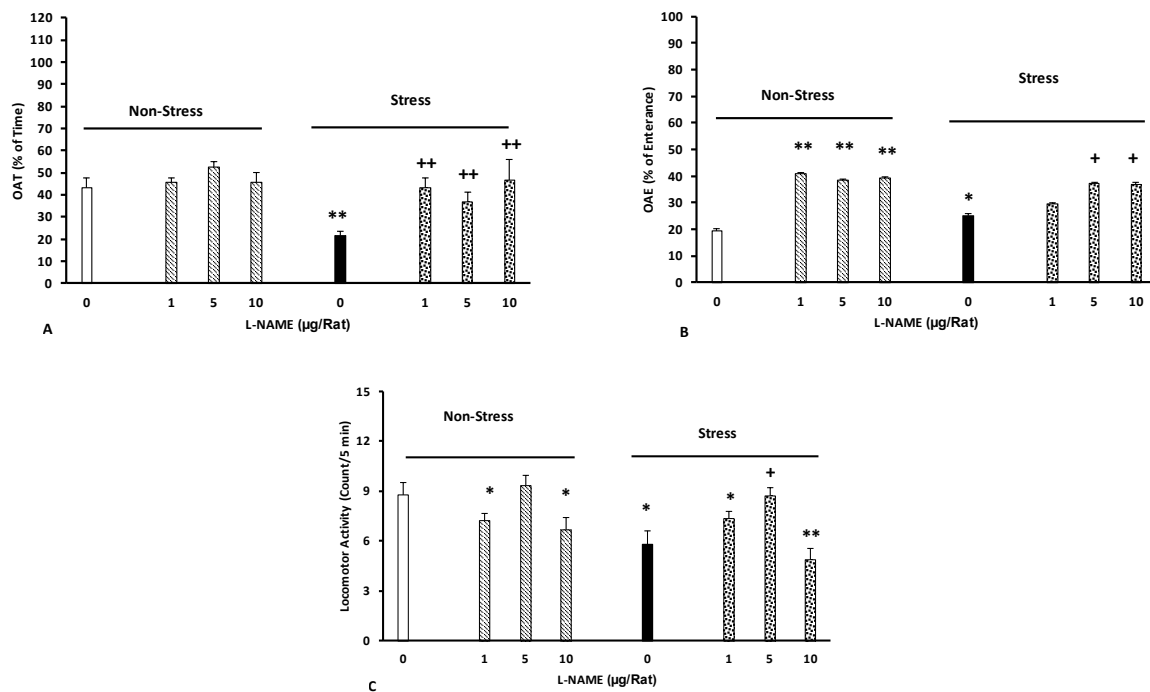 OAT (% of Time)
120
110
100
90
80
70
60
50
40
30
20
10
0
Non-Stress
Stress
**
++
++
++
0 1 5 10 0 1 5 10
L-NAME (µg/Rat)
A
OAE (% of Enterance)
100
90
80
70
60
50
40
30
20
10
0
Stress
Non-Stress
** ** **
*
+ +
0 1 5 10 0 1 5 10
L-NAME (µg/Rat)
B
Locomotor Activity (Count/5 min)
15
12
9
6
3
0
Non-Stress
Stress
* *
*
*
+
**
0 1 5 10 0 1 5 10
L-NAME (µg/Rat)
C